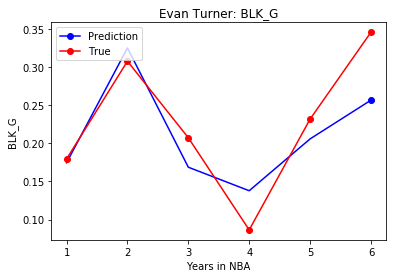 Evan Turner: BLK_G
Prediction
True
BLK_G
0.35
0.30
0.25
0.20
0.15
0.10
1 2 3 4 5 6
Years in NBA